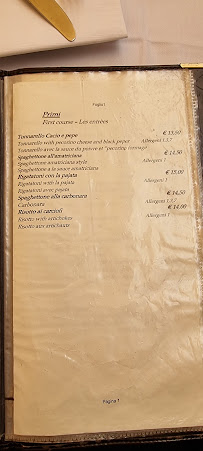 Pagina 1
Primi
First course – Les entrées
Tonnarello Cacio e pepe € 13,00
Tonnarello with pecorino cheese and black pepper Allergeni 1,3,7
Tonnarello avec la sauce du poivre et "pecorino romano"
Spaghettone all'amatriciana € 14,50
Spaghettone amatriciana style Allergeni 1
Spaghettone à la sauce amatriciana
Rigatoni con la pajata € 15,00
Rigatoni with pajata Allergeni 1
Rigatoni avec pajata
Spaghettone alla carbonara € 14,50
Carbonara Allergeni 1,3,7
Risotto ai carciofi € 14,00
Risotto with artichokes Allergeni 7
Risotto aux artichauts
Pagina 1